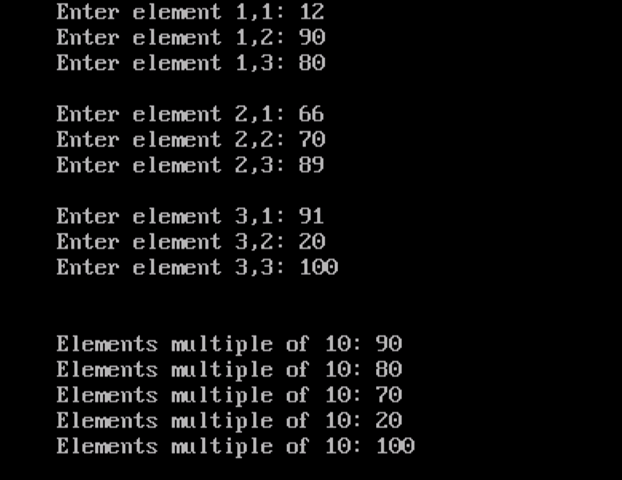 Enter element 1,1: 12
Enter element 1,2: 90
Enter element 1,3: 80
Enter element 2,1: 66
Enter element 2,2: 70
Enter element 2,3: 89
Enter element 3,1: 91
Enter element 3,2: 20
Enter element 3,3: 100
Elements multiple of 10: 90
Elements multiple of 10: 80
Elements multiple of 10: 70
Elements multiple of 10: 20
Elements multiple of 10: 100